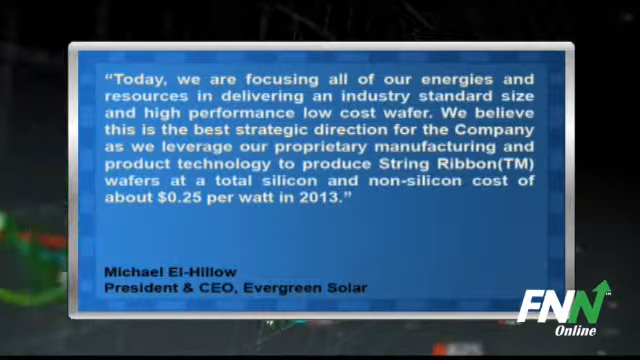 “Today, we are focusing all of our energies and
resources in delivering an industry standard size
and high performance low cost wafer. We believe
this is the best strategic direction for the Company
as we leverage our proprietary manufacturing and
product technology to produce String Ribbon(TM)
wafers at a total silicon and non-silicon cost of
about $0.25 per watt in 2013.”
Michael El-Hillow
President & CEO, Evergreen Solar
FNN
Online